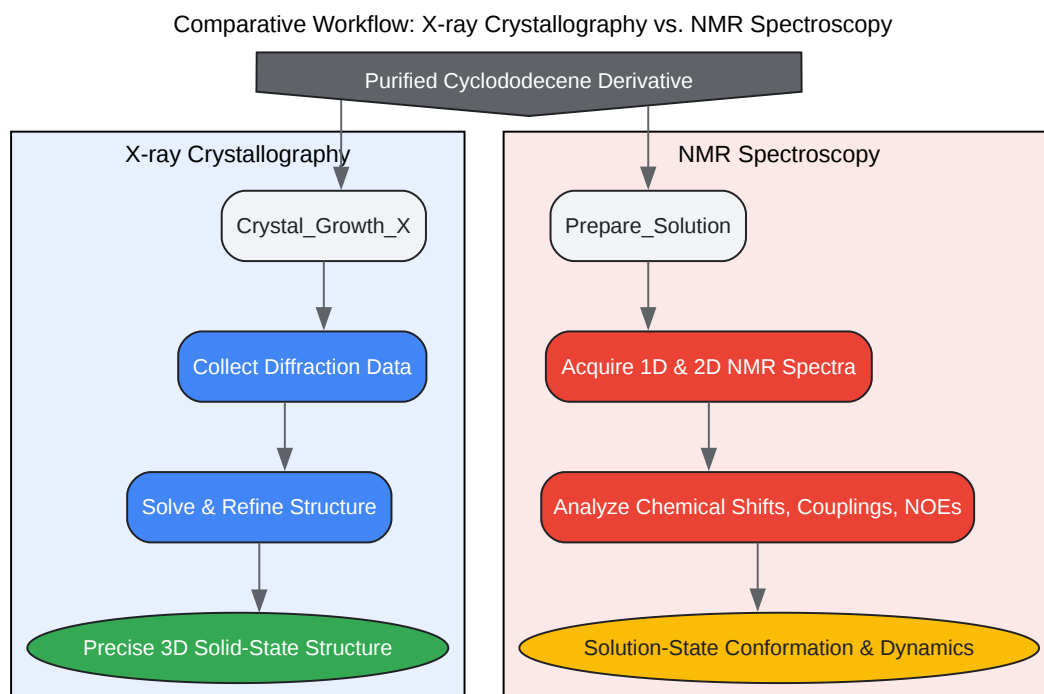 Comparative Workflow: X-ray Crystallography vs. NMR Spectroscopy
Purified Cyclododecene Derivative
X-ray Crystallography
Crystal_Growth_X
Collect Diffraction Data
Solve & Refine Structure
Precise 3D Solid-State Structure
NMR Spectroscopy
Prepare_Solution
Acquire 1D & 2D NMR Spectra
Analyze Chemical Shifts, Couplings, NOEs
Solution-State Conformation & Dynamics